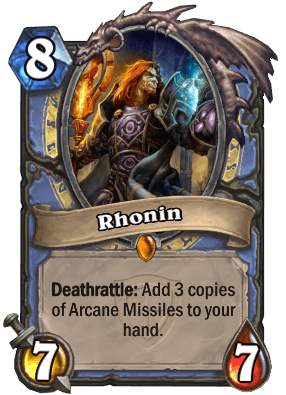 8
Rhonin
Deathrattle: Add 3 copies
of Arcane Missiles to your
hand.
7
7